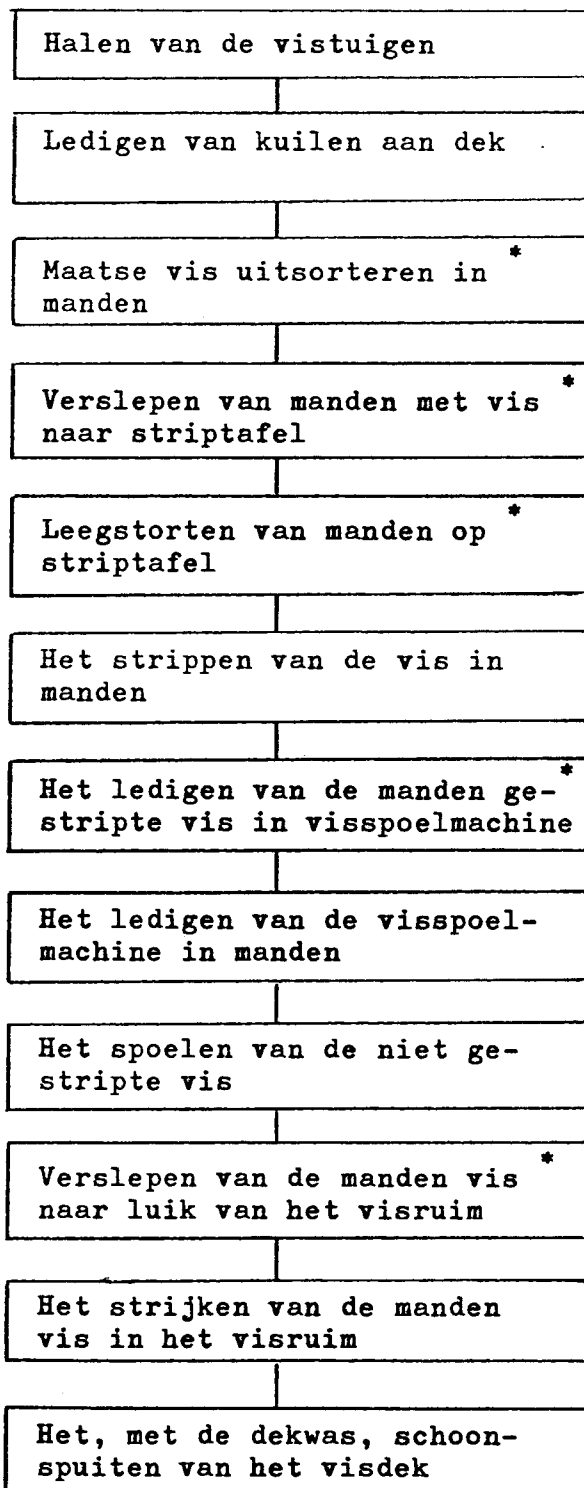 Halen van de vistuigen
Ledigen van kuilen aan dek
Maatse vis uitsorteren in *
manden
Verslepen van manden met vis *
naar striptafel
Leegstorten van manden op *
striptafel
Het strippen van de vis in
manden
Het ledigen van de manden ge- *
stripte vis in visspoelmachine
Het ledigen van de visspoel-
machine in manden
Het spoelen van de niet ge-
stripte vis
Verslepen van de manden vis *
naar luik van het visruim
Het strijken van de manden
vis in het visruim
Het, met de dekwas, schoon-
spuiten van het visdek